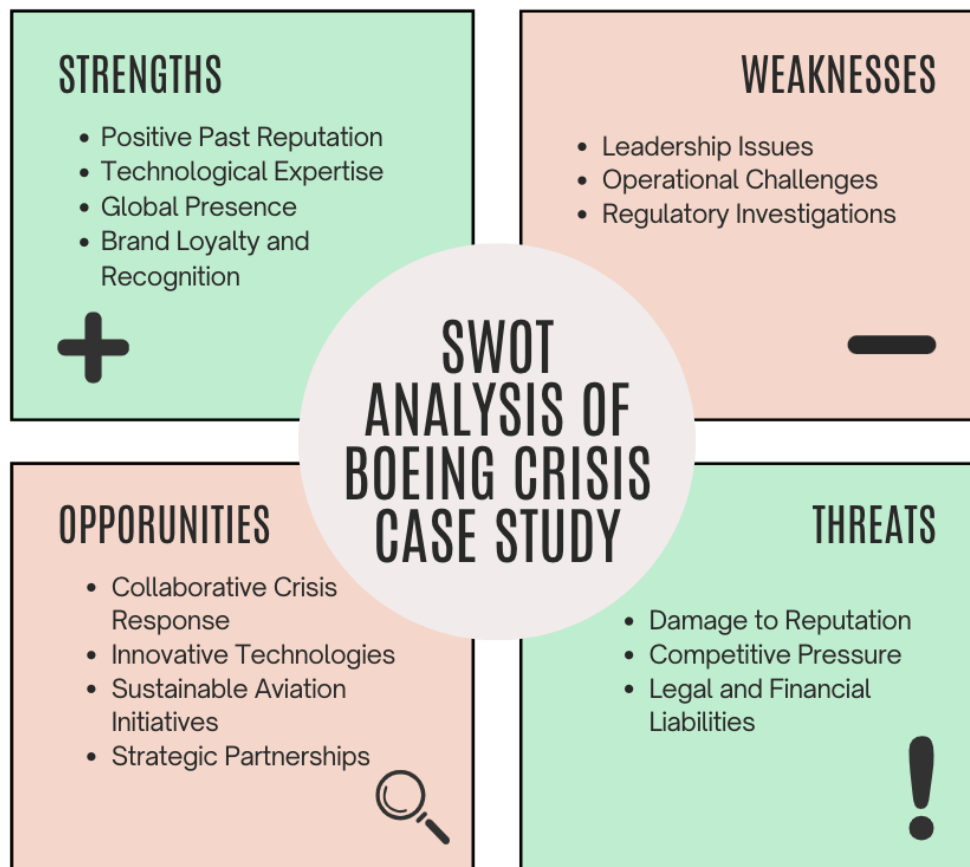 STRENGTHS
• Positive Past Reputation
• Technological Expertise
• Global Presence
• Brand Loyalty and
Recognition
WEAKNESSES
• Leadership Issues
• Operational Challenges
• Regulatory Investigations
SWOT
ANALYSIS OF
BOEING CRISIS
CASE STUDY
OPPORUNITIES
• Collaborative Crisis
Response
• Innovative Technologies
• Sustainable Aviation
Initiatives
• Strategic Partnerships
THREATS
• Damage to Reputation
• Competitive Pressure
• Legal and Financial
Liabilities